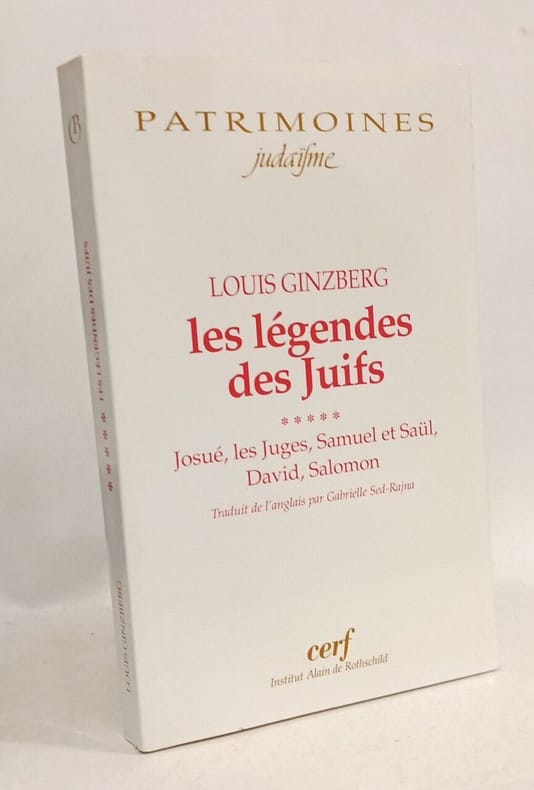 PATRIMOINES
judaïsme
LOUIS GINZBERG
les légendes
des Juifs
*****
Josué, les Juges, Samuel et Saül,
David, Salomon
Traduit de l'anglais par Gabrielle Sed-Rajna
cerf
Institut Alain de Rothschild
P
LOUIS GINZBERG
***** LES LÉGENDES DES JUIFS